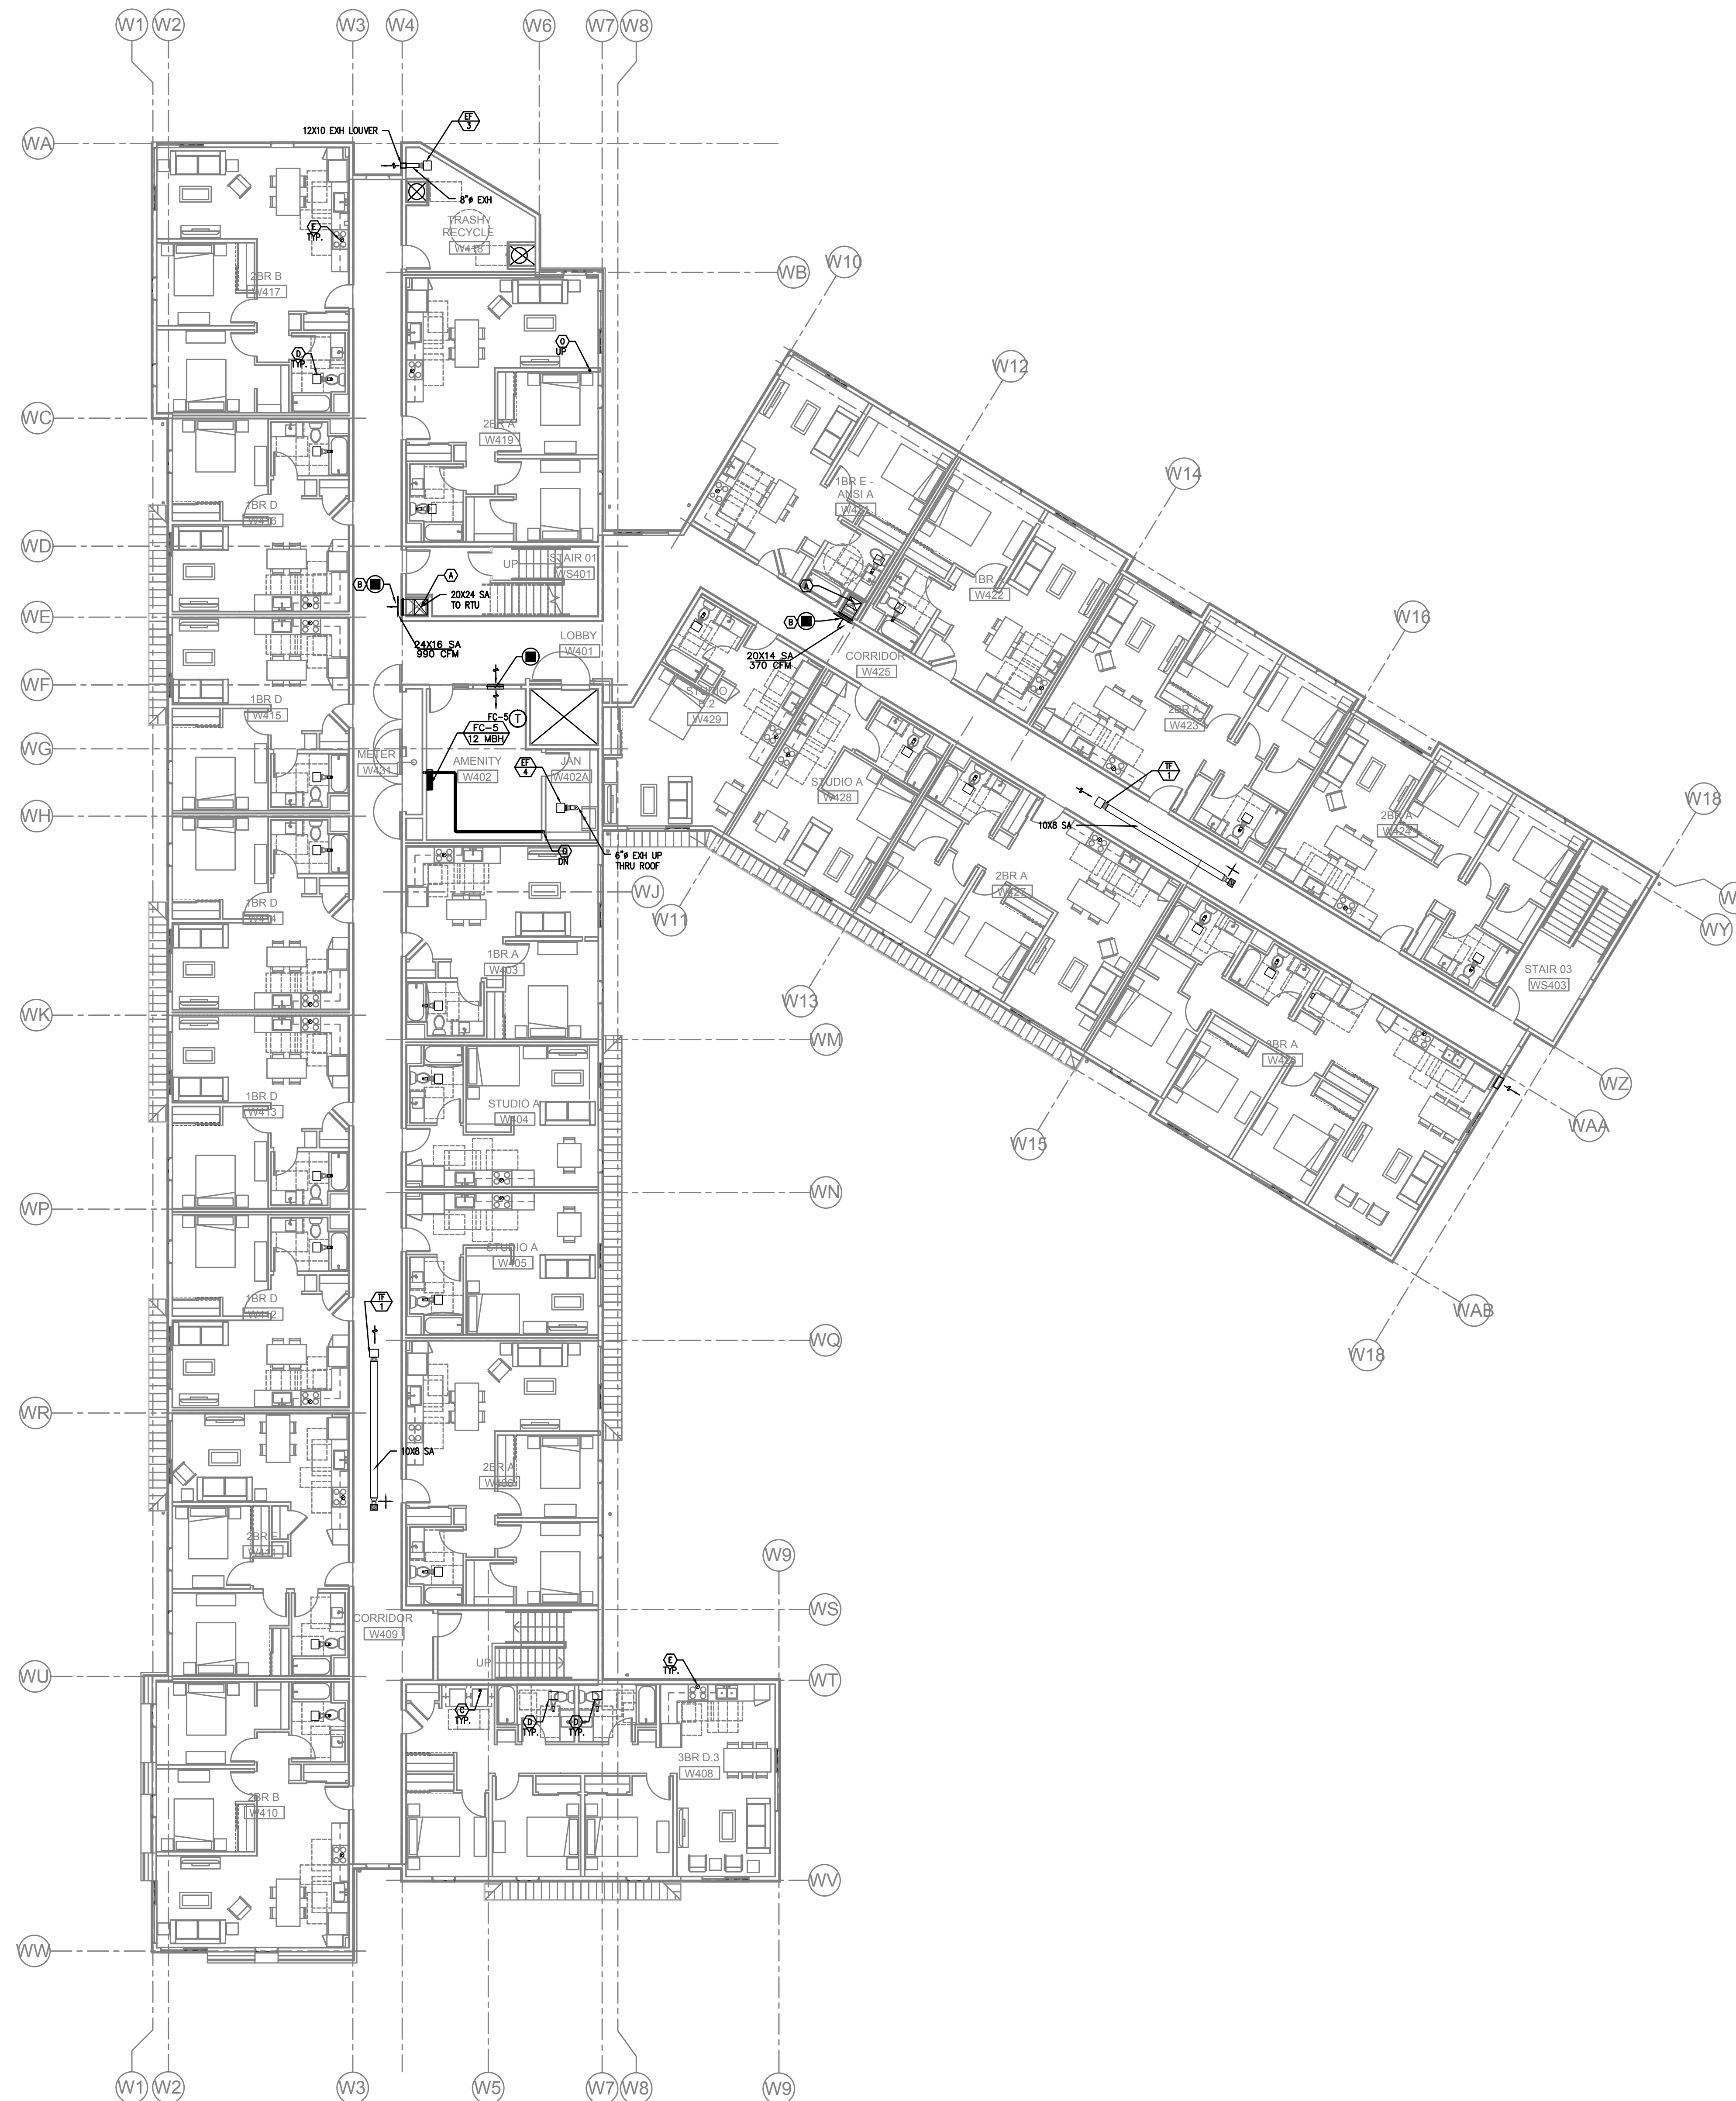 W1
W2
W3
W4
W6
W7
W8
WA
12X10 EXH LOUVER
EF
3
8"ø EXH
TRASH/
RECYCLE
W418
E
TYP.
2BR B
W417
D
TYP.
WB
W10
O
UP
W12
WC
2BR A
W419
1BR E -
ANSI A
W421
W14
1BR D
W416
WD
UP
STAIR 01
WS401
B
A
20X24 SA
TO RTU
24X16 SA
990 CFM
A
B
20X14 SA
370 CFM
1BR A
W422
W16
WE
LOBBY
W401
CORRIDOR
W425
WF
1BR D
W415
FC-5
T
FC-5
12 MBH
W429
2BR A
W423
WG
METER
W431
AMENITY
W402
EF
4
JAN
W402A
STUDIO A
W428
TF
1
10X8 SA
W18
2BR A
W424
WH
DN
6"ø EXH UP
THRU ROOF
WJ
W11
2BR A
WY
1BR D
1BR A
W403
W13
STAIR 03
WS403
WK
WM
3BR A
W426
WZ
1BR D
W413
STUDIO A
W404
W15
WAA
WP
WN
STUDIO A
W405
1BR D
W412
TF
1
WAB
WQ
W18
WR
10X8 SA
2BR A
2BR E
W411
W9
CORRIDOR
W409
WS
UP
E
TYP.
WU
WT
C
TYP.
D
TYP.
D
TYP.
3BR D.3
W408
2BR B
W410
WV
WW
W1
W2
W3
W5
W7
W8
W9